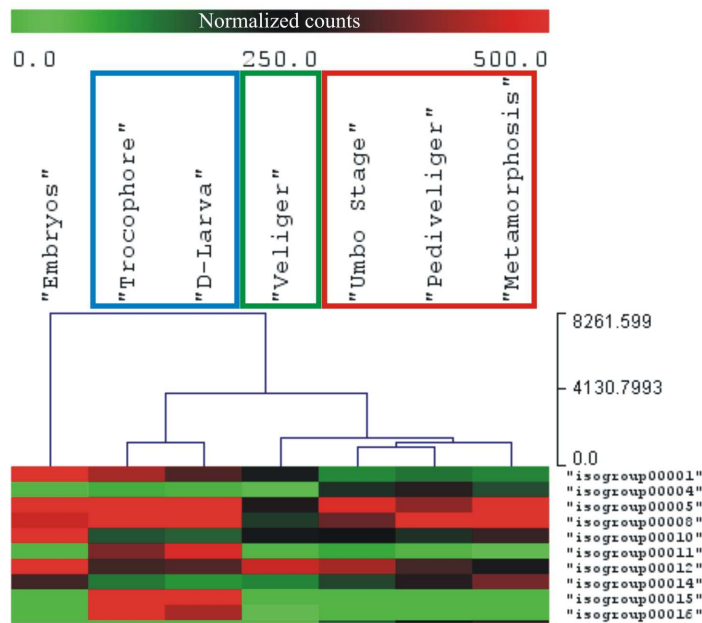 Normalized counts
0.0 250.0 500.0
"Embryos"
"Trocophore"
"D-Larva"
"Veliger"
"Umbo Stage"
"Pediveliger"
"Metamorphosis"
8261.599
4130.7993
0.0
"isogroup00001"
"isogroup00004"
"isogroup00005"
"isogroup00008"
"isogroup00010"
"isogroup00011"
"isogroup00012"
"isogroup00014"
"isogroup00015"
"isogroup00016"